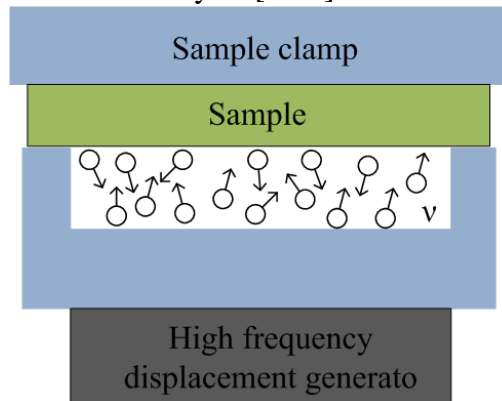 Sample clamp
Sample
ν
High frequency
displacement generato